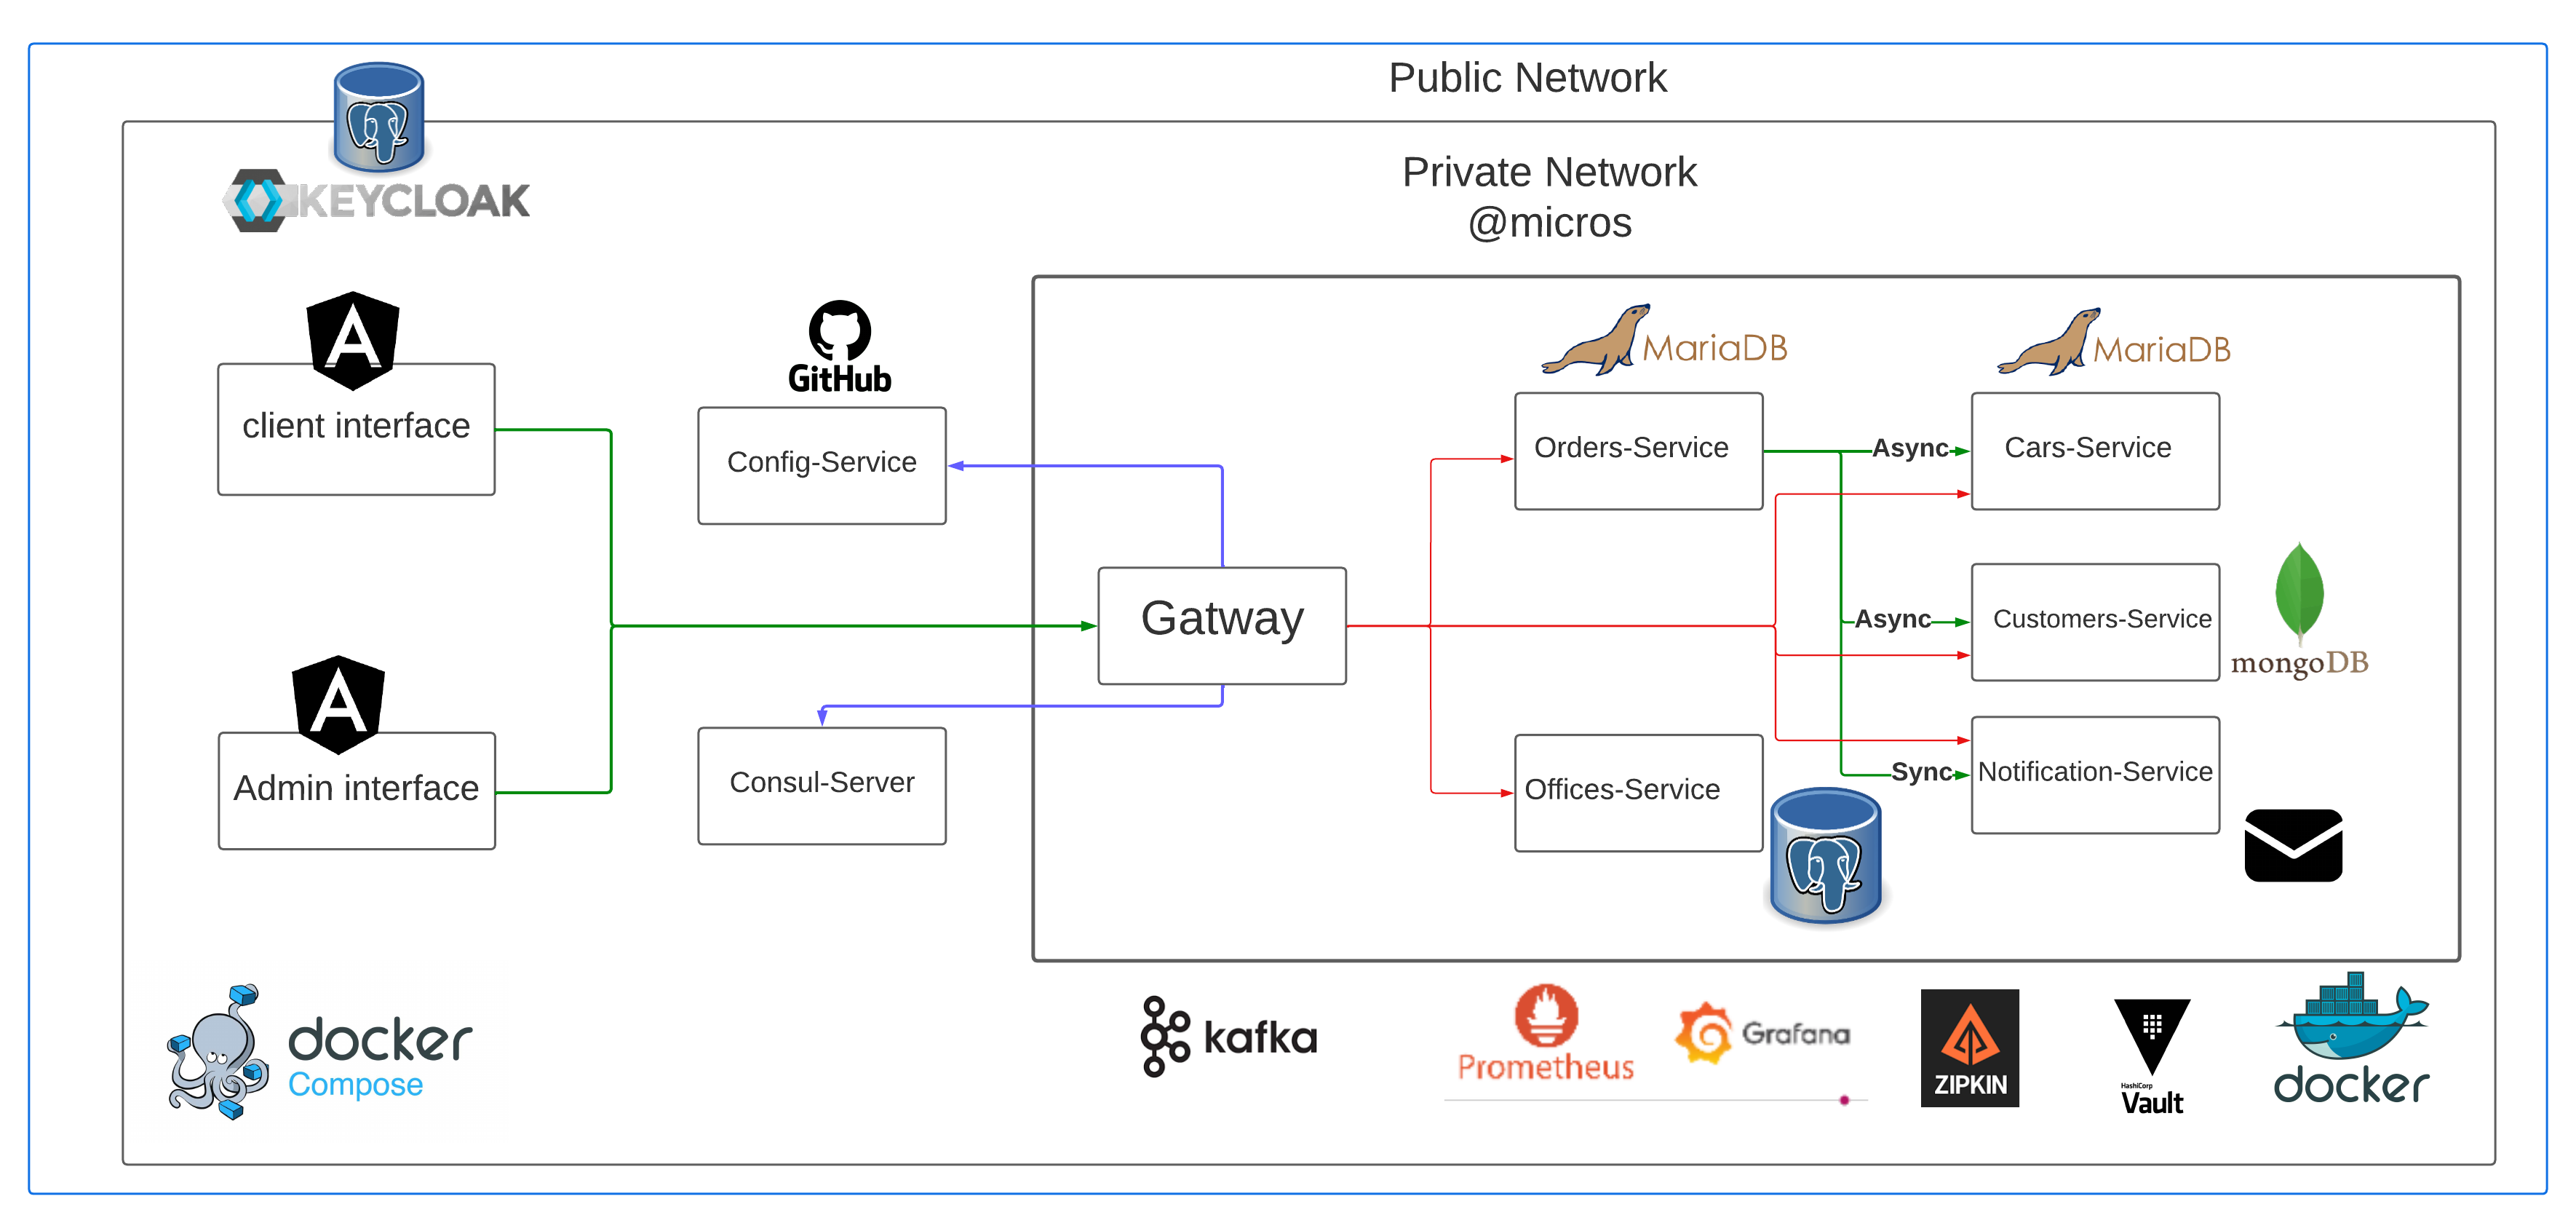 Public Network
Private Network
@micros
KEYCLOAK
client interface
GitHub
Config-Service
MariaDB
MariaDB
Orders-Service
Async
Cars-Service
Gatway
Async
Customers-Service
mongoDB
Admin interface
Consul-Server
Offices-Service
Sync
Notification-Service
docker
Compose
kafka
Prometheus
Grafana
ZIPKIN
HashiCorp
Vault
docker